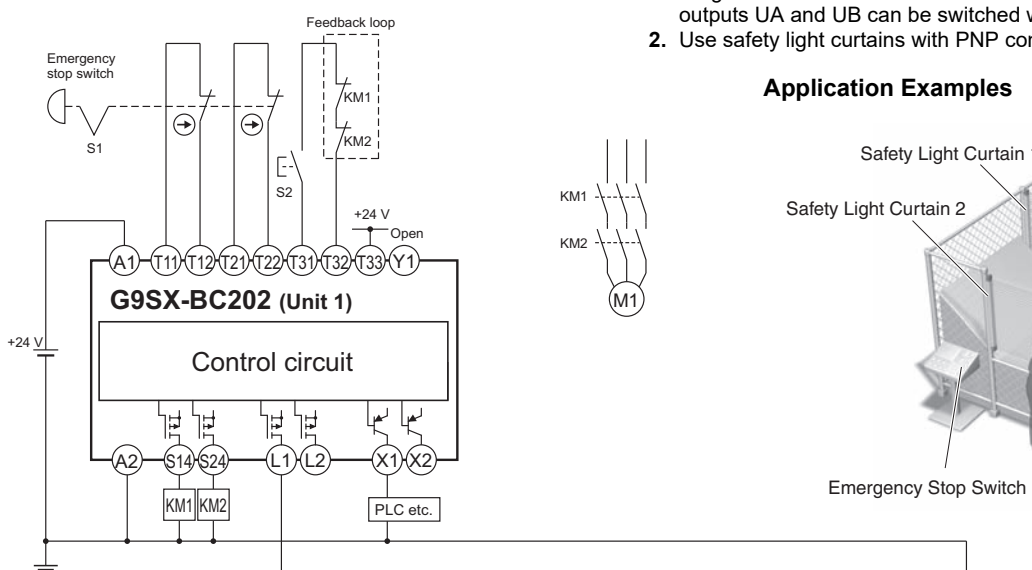 outputs UA and UB can be switched
2. Use safety light curtains with PNP
Application Examples
Feedback loop
Emergency
stop switch
S1
KM1
KM2
S2
+24 V
Open
A1
T11
T12
T21
T22
T31
T32
T33
Y1
G9SX-BC202 (Unit 1)
Control circuit
+24 V
A2
S14
S24
L1
L2
X1
X2
KM1
KM2
PLC etc.
KM1
KM2
M1
Safety Light Curtain
Safety Light Curtain 2
Emergency Stop Switch